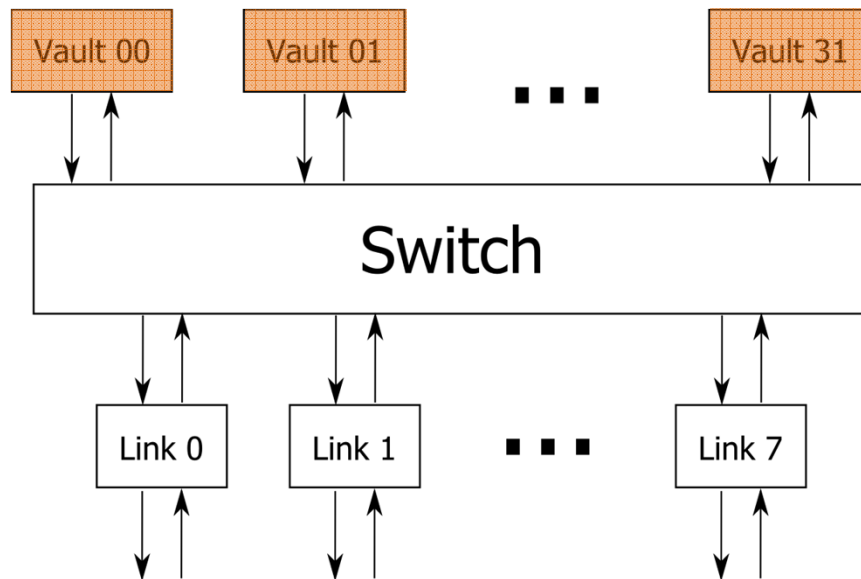 Vault 00
Vault 01
Vault 31
Switch
Link 0
Link 1
Link 7